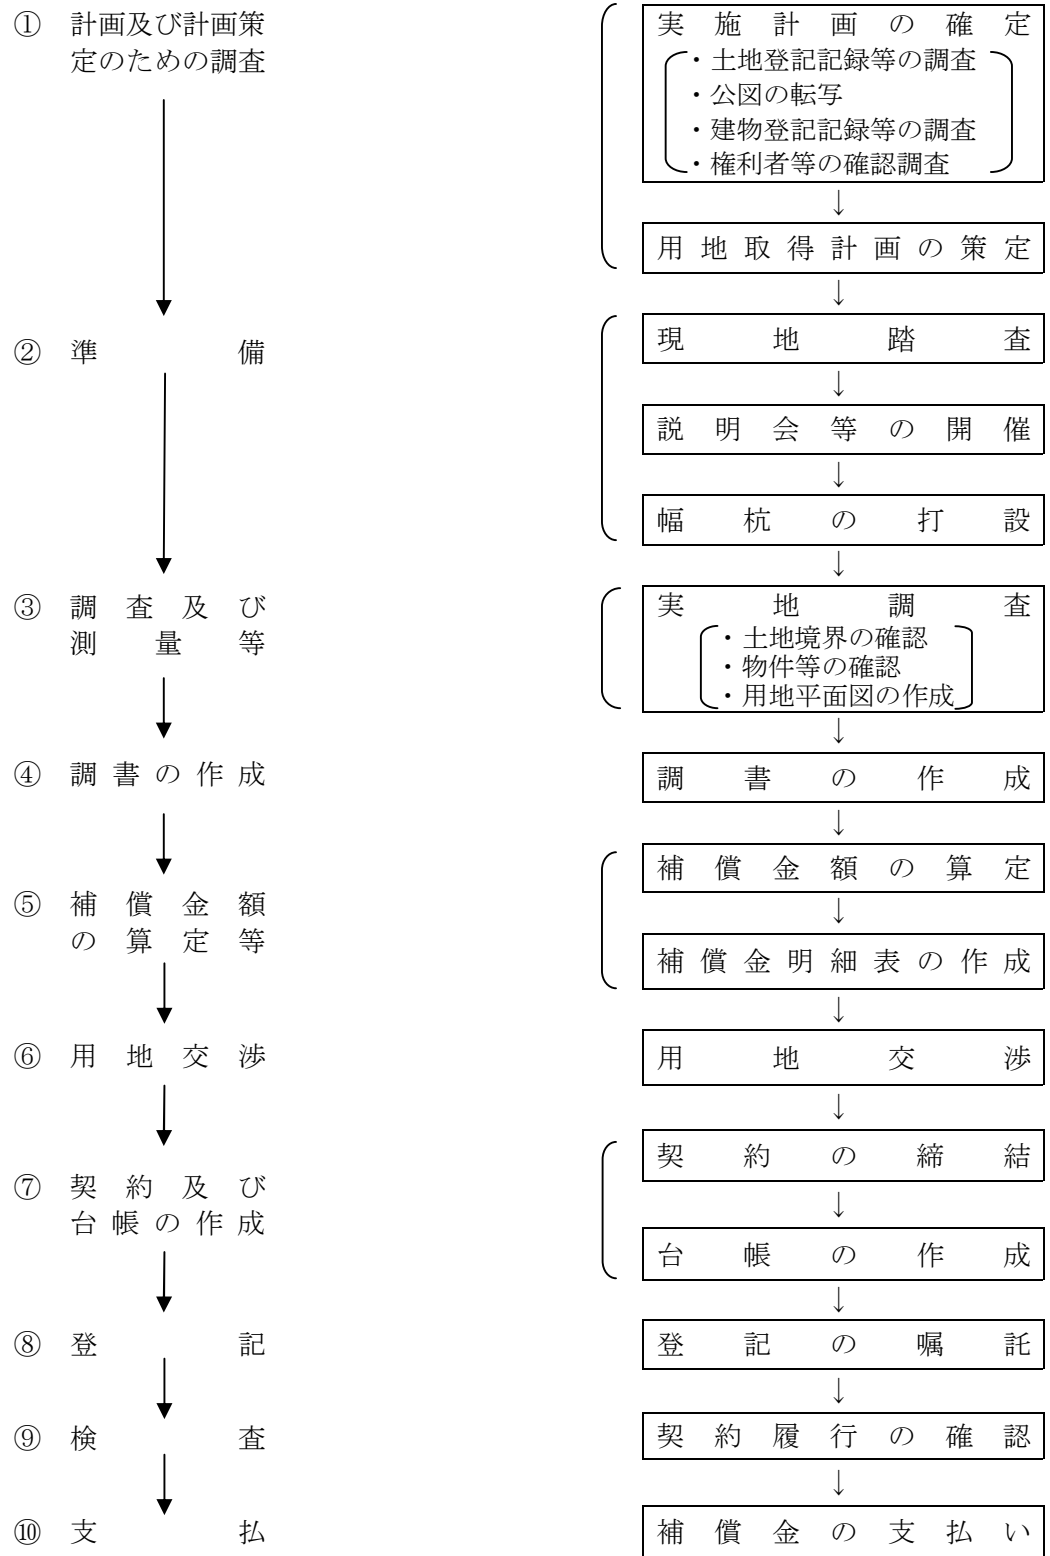 ① 計画及び計画策
定のための調査
実施計画の確定
・土地登記記録等の調査
・公図の転写
・建物登記記録等の調査
・権利者等の確認調査
↓
用地取得計画の策定
↓
② 準備
現地踏査
↓
説明会等の開催
↓
幅杭の打設
↓
③ 調査及び
測量等
実地調査
・土地境界の確認
・物件等の確認
・用地平面図の作成
↓
④ 調書の作成
調書の作成
↓
⑤ 補償金額
の算定等
補償金額の算定
↓
補償金明細表の作成
↓
⑥ 用地交渉
用地交渉
↓
⑦ 契約及び
台帳の作成
契約の締結
↓
台帳の作成
↓
⑧ 登記
登記の嘱託
↓
⑨ 検査
契約履行の確認
↓
⑩ 支払
補償金の支払い